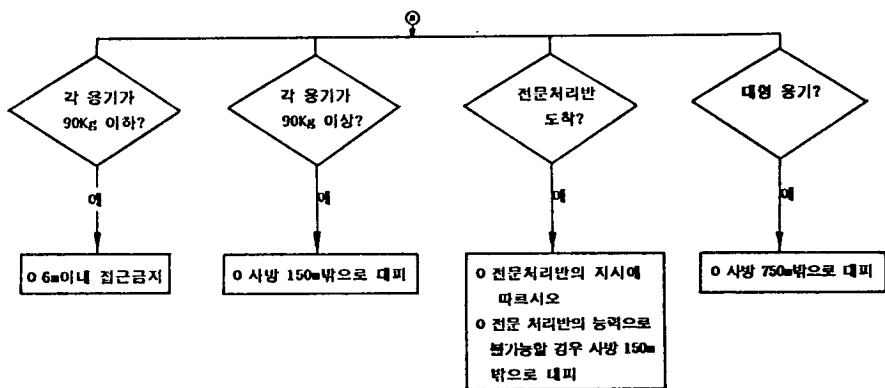 각 용기가
90Kg 이하?
각 용기가
90Kg 이상?
전문처리반
도착?
대형 용기?
예
예
예
예
o 6m이내 접근금지
o 사방 150m밖으로 대피
o 전문처리반의 지시에
따르시오
o 전문 처리반의 능력으로
불가능할 경우 사방 150m
밖으로 대피
o 사방 750m밖으로 대피